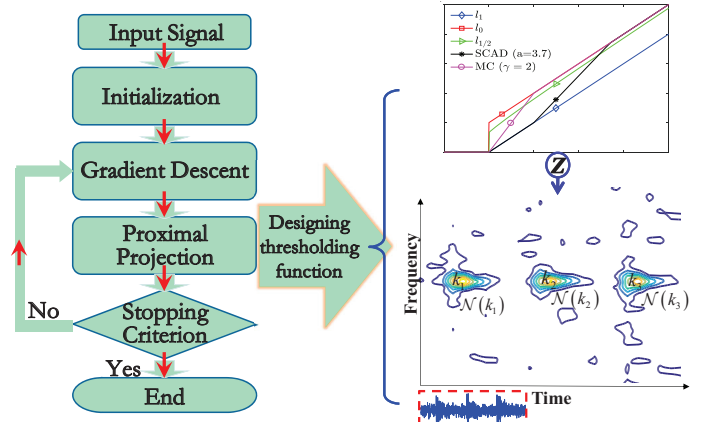 Input Signal
Initialization
Gradient Descent
Proximal
Projection
Stopping
Criterion
No
Yes
End
Designing
thresholding
function
l₁
l₀
l₁/₂
SCAD (a=3.7)
MC (γ = 2)
Z
Frequency
k₁
k₂
k₃
𝒩(k₁)
𝒩(k₂)
𝒩(k₃)
Time